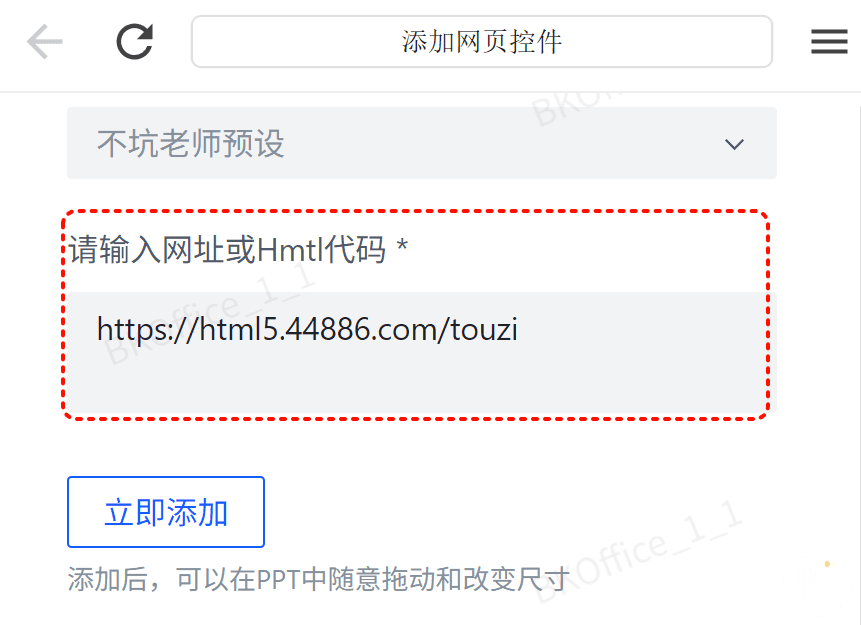 添加网页控件
不坑老师预设
请输入网址或Hmtl代码 *
https://html5.44886.com/touzi
立即添加
添加后，可以在PPT中随意拖动和改变尺寸
BKOffice_1_1
BKOffice_1_1